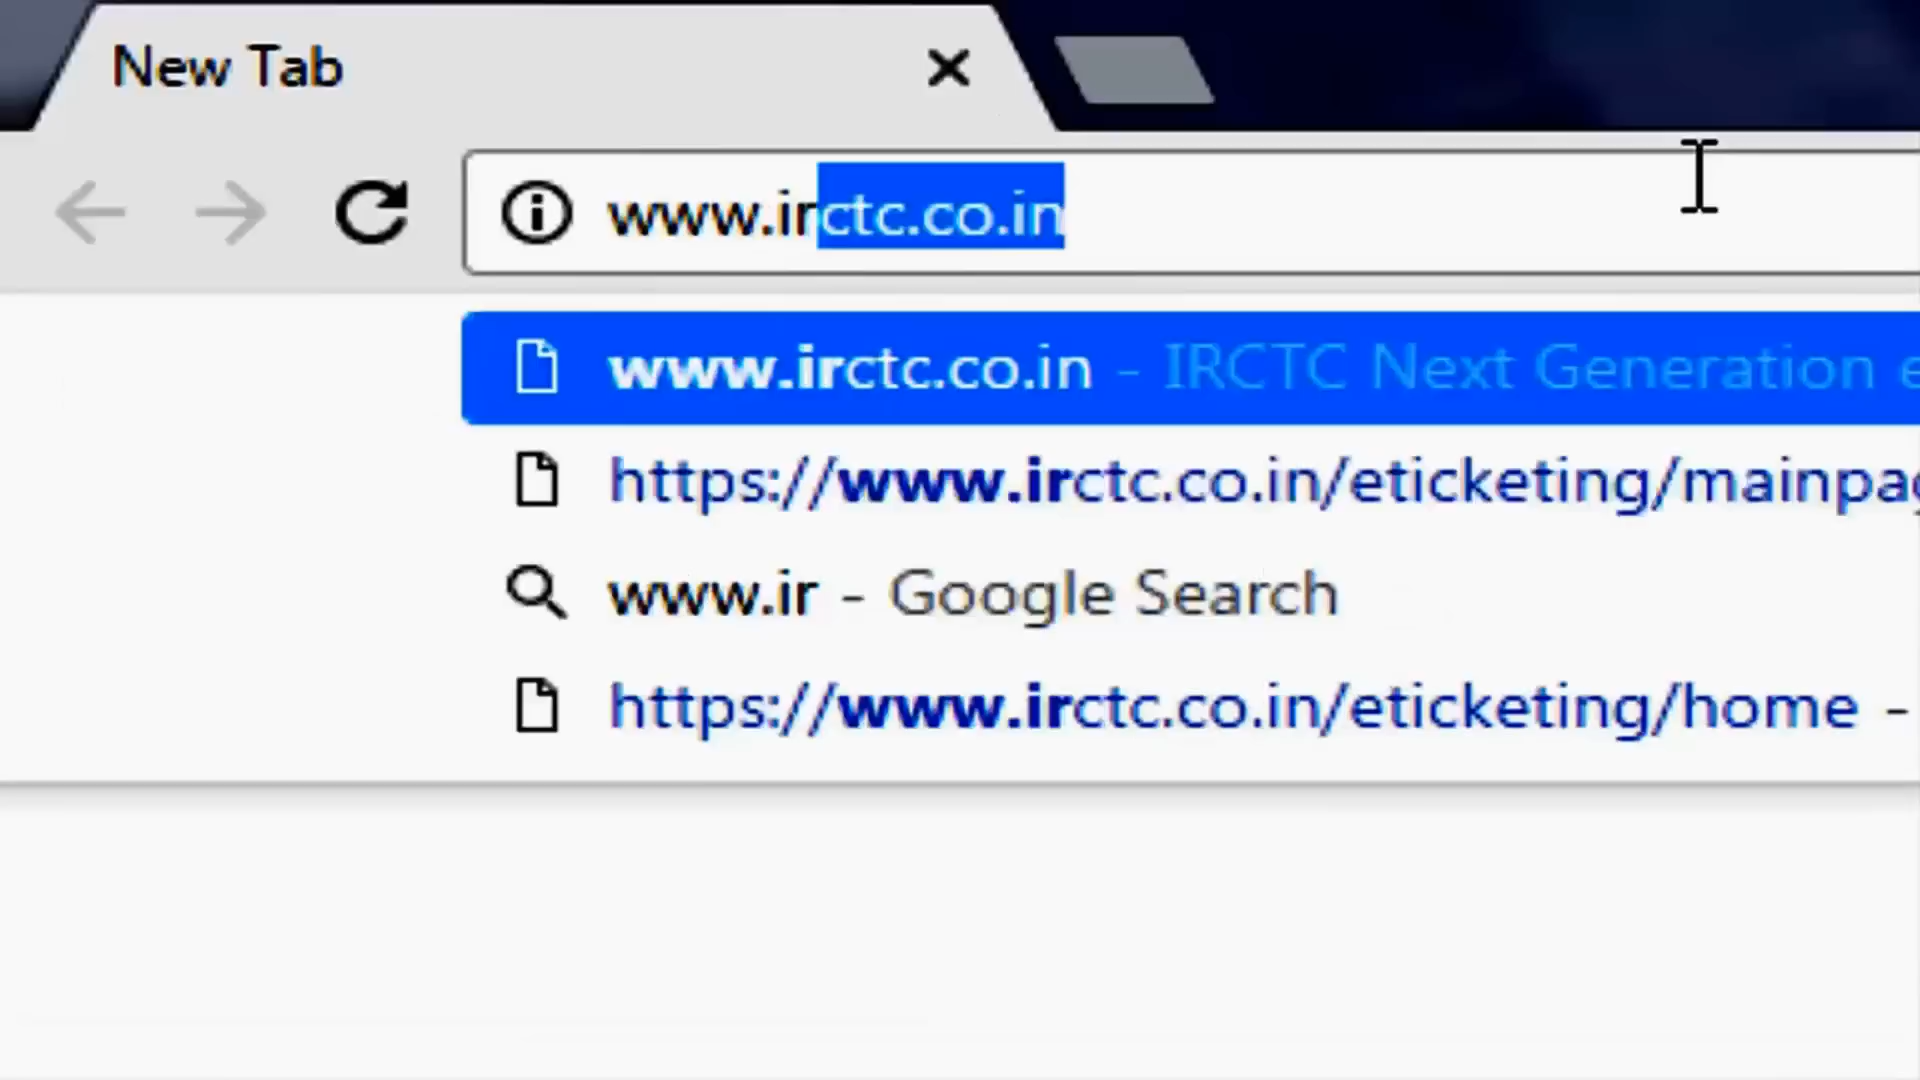 New Tab
www.irctc.co.in
www.irctc.co.in - IRCTC Next Generation
https://www.irctc.co.in/eticketing/mainpag
www.ir - Google Search
https://www.irctc.co.in/eticketing/home -